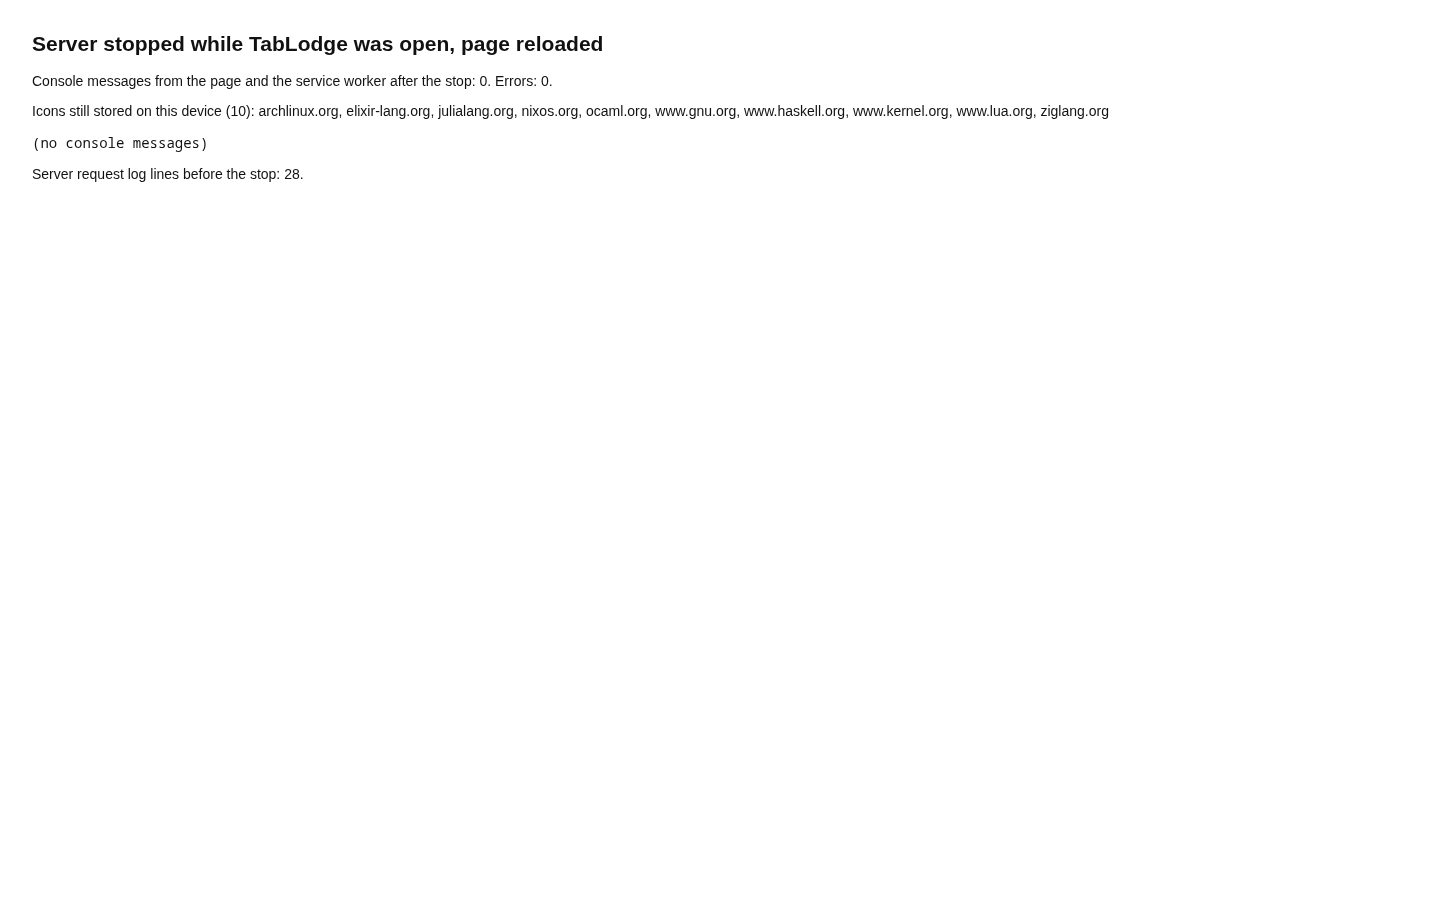 Server stopped while TabLodge was open, page reloaded
Console messages from the page and the service worker after the stop: 0. Errors: 0.
Icons still stored on this device (10): archlinux.org, elixir-lang.org, julialang.org, nixos.org, ocaml.org, www.gnu.org, www.haskell.org, www.kernel.org, www.lua.org, ziglang.org
(no console messages)
Server request log lines before the stop: 28.